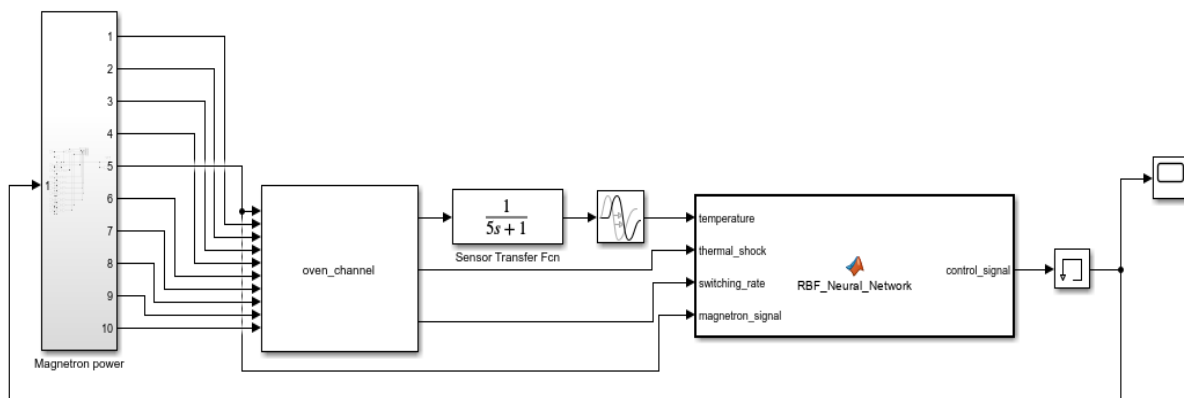 1
2
3
4
5
6
7
8
9
10
1
Magnetron power
oven_channel
1
5s + 1
Sensor Transfer Fcn
temperature
thermal_shock
switching_rate
magnetron_signal
RBF_Neural_Network
control_signal